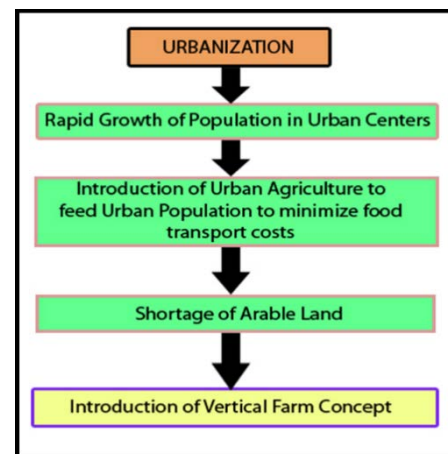 URBANIZATION
Rapid Growth of Population in Urban Centers
Introduction of Urban Agriculture to
feed Urban Population to minimize food
transport costs
Shortage of Arable Land
Introduction of Vertical Farm Concept